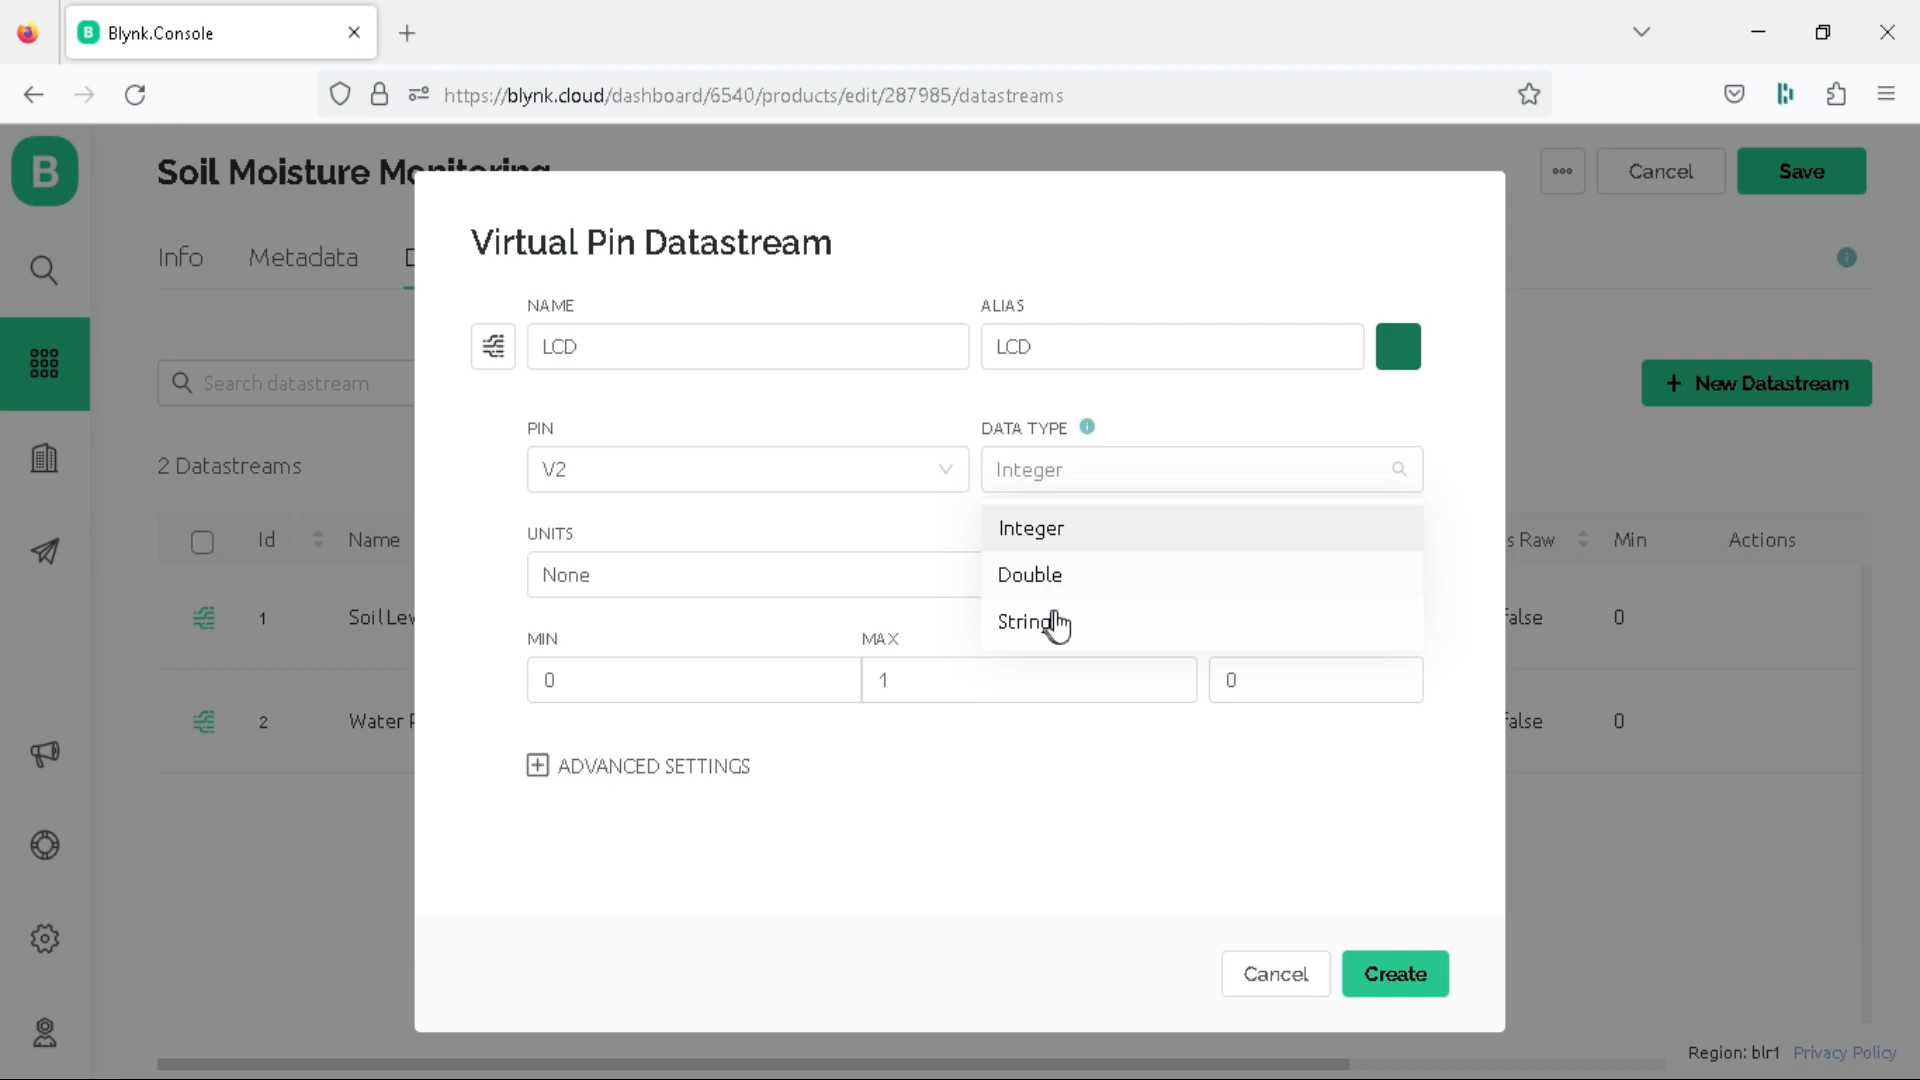 Blynk.Console
https://blynk.cloud/dashboard/6540/products/edit/287985/datastreams
B
Soil Moisture Monitoring
Cancel
Save
Info
Metadata
D
Virtual Pin Datastream
NAME
ALIAS
LCD
LCD
Search datastream
+ New Datastream
PIN
DATA TYPE
V2
Integer
2 Datastreams
Integer
Double
String
UNITS
None
Id
Name
s Raw
Min
Actions
1
Soil Lev
false
0
MIN
MAX
0
1
0
2
Water P
false
0
ADVANCED SETTINGS
Cancel
Create
Region: blr1
Privacy Policy